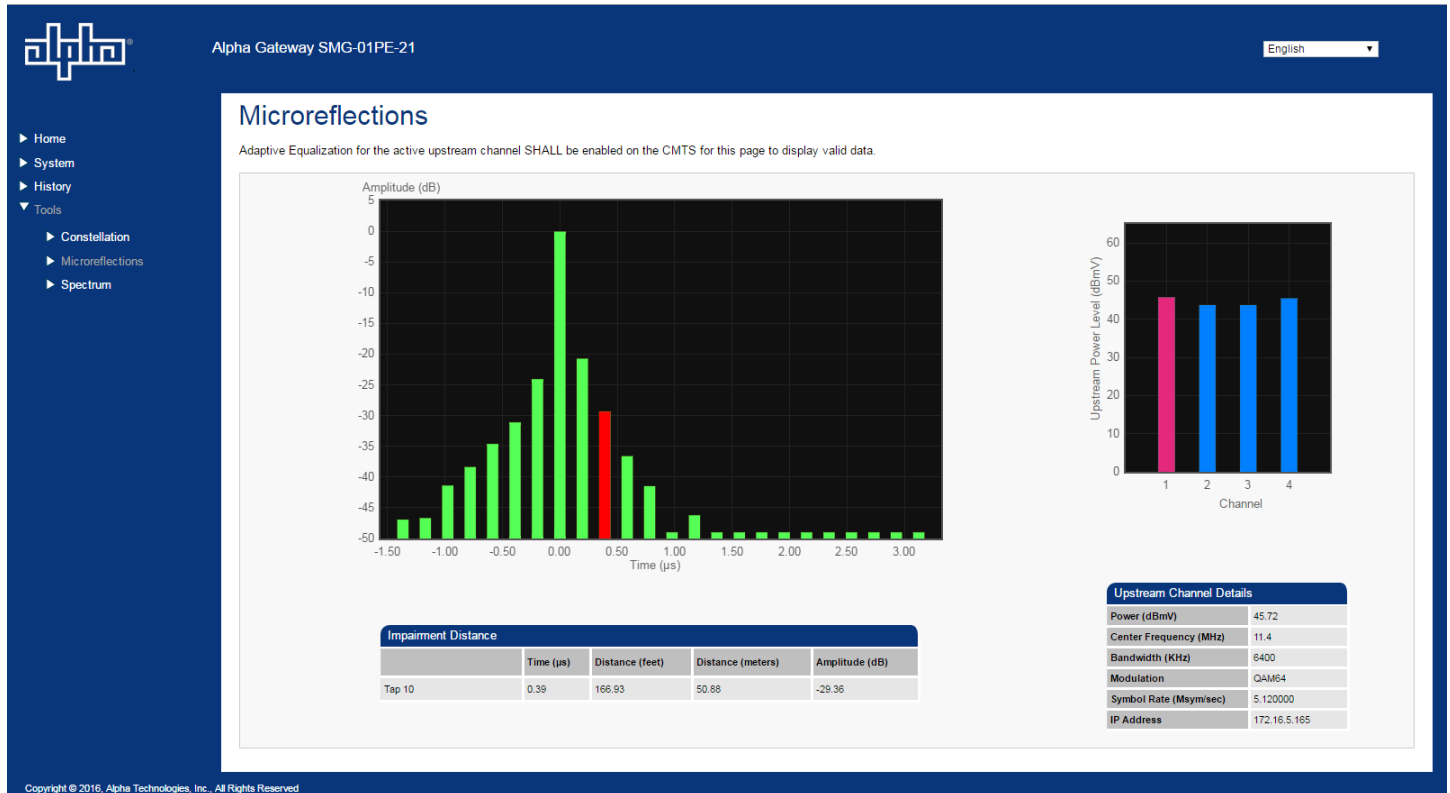 alpha®
Alpha Gateway SMG-01PE-21
English
Home
System
History
Tools
Constellation
Microreflections
Spectrum
Microreflections
Adaptive Equalization for the active upstream channel SHALL be enabled on the CMTS for this page to display valid data.
Amplitude (dB)
5
0
-5
-10
-15
-20
-25
-30
-35
-40
-45
-50
-1.50 -1.00 -0.50 0.00 0.50 1.00 1.50 2.00 2.50 3.00
Time (µs)
Upstream Power Level (dBmV)
60
50
40
30
20
10
0
1 2 3 4
Channel
Impairment Distance
Time (µs) Distance (feet) Distance (meters) Amplitude (dB)
Tap 10 0.39 166.93 50.88 -29.36
Upstream Channel Details
Power (dBmV) 45.72
Center Frequency (MHz) 11.4
Bandwidth (KHz) 6400
Modulation QAM64
Symbol Rate (Msym/sec) 5.120000
IP Address 172.16.5.165
Copyright © 2016, Alpha Technologies, Inc., All Rights Reserved